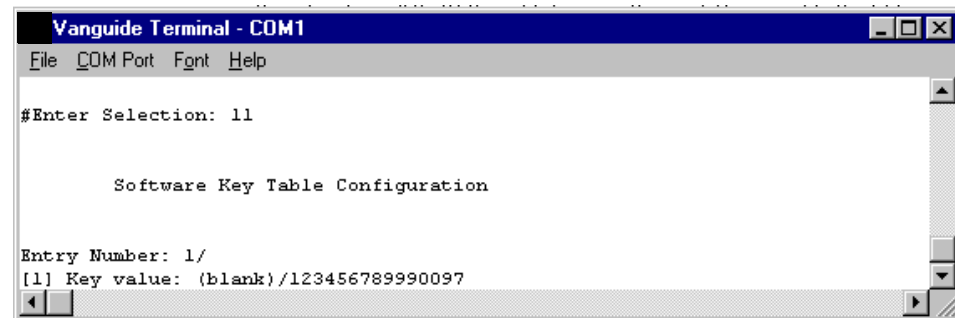 Vanguide Terminal - COM1
File COM Port Font Help
#Enter Selection: 11
Software Key Table Configuration
Entry Number: 1/
[1] Key value: (blank)/123456789990097